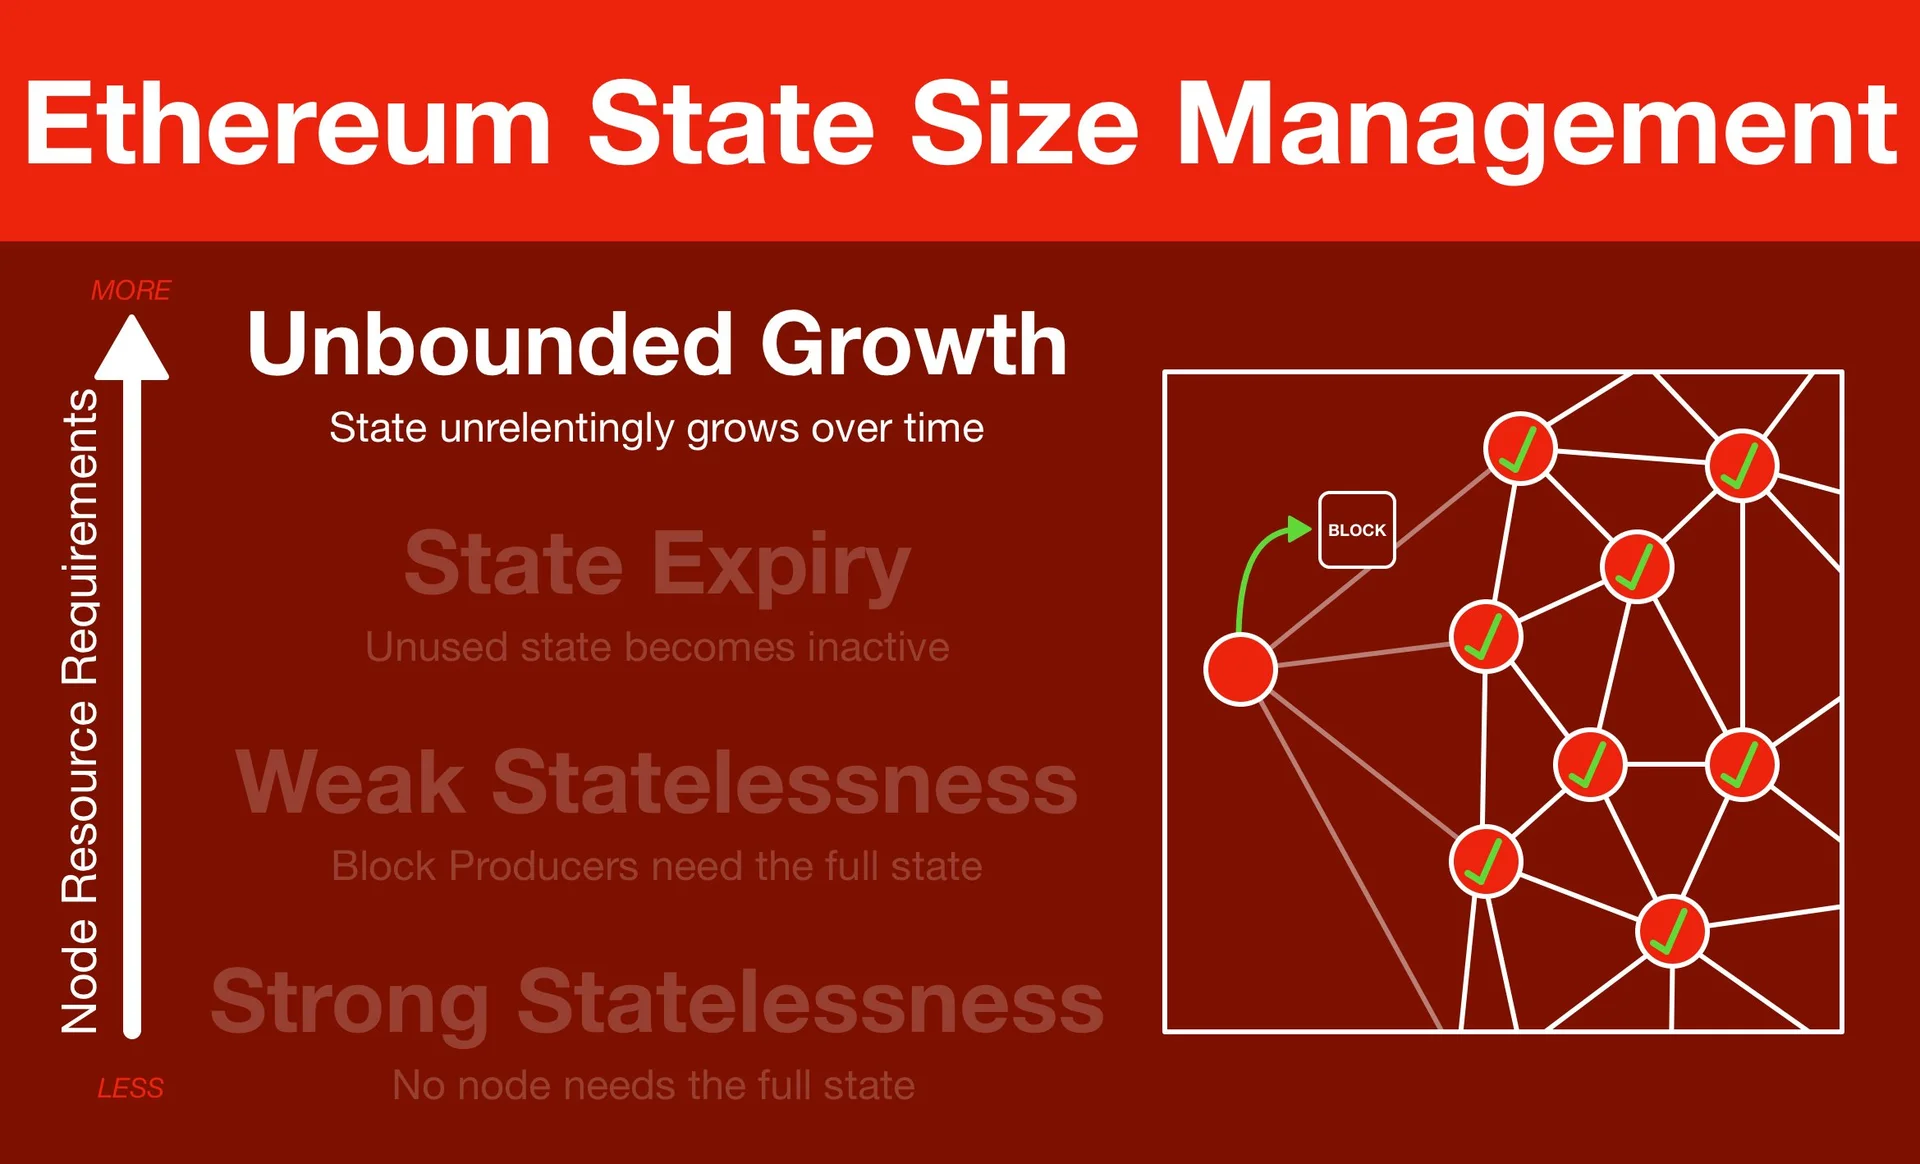 Ethereum State Size Management
MORE
Node Resource Requirements
LESS
Unbounded Growth
State unrelentingly grows over time
State Expiry
Unused state becomes inactive
Weak Statelessness
Block Producers need the full state
Strong Statelessness
No node needs the full state
BLOCK